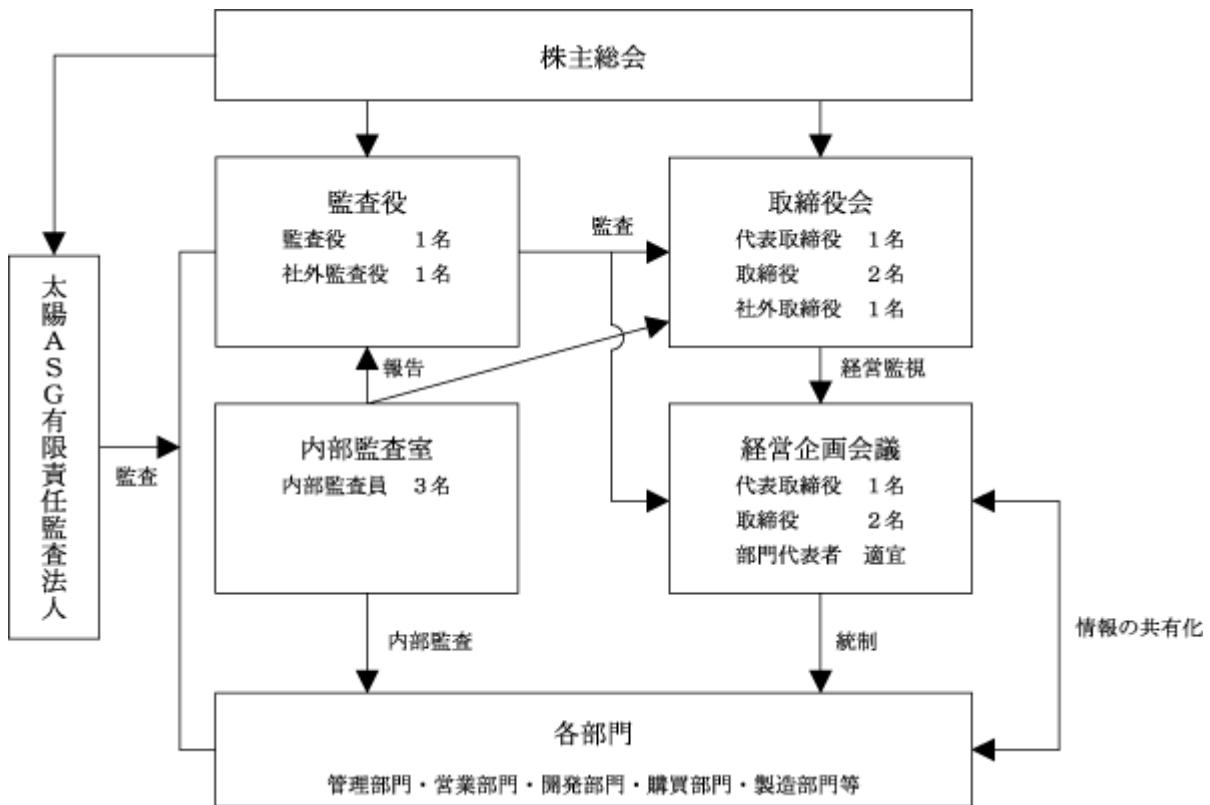 株主総会
監査役
監査役 1名
社外監査役 1名
監査
取締役会
代表取締役 1名
取締役 2名
社外取締役 1名
太陽ASG有限責任監査法人
監査
報告
経営監視
内部監査室
内部監査員 3名
経営企画会議
代表取締役 1名
取締役 2名
部門代表者 適宜
内部監査
統制
情報の共有化
各部門
管理部門・営業部門・開発部門・購買部門・製造部門等